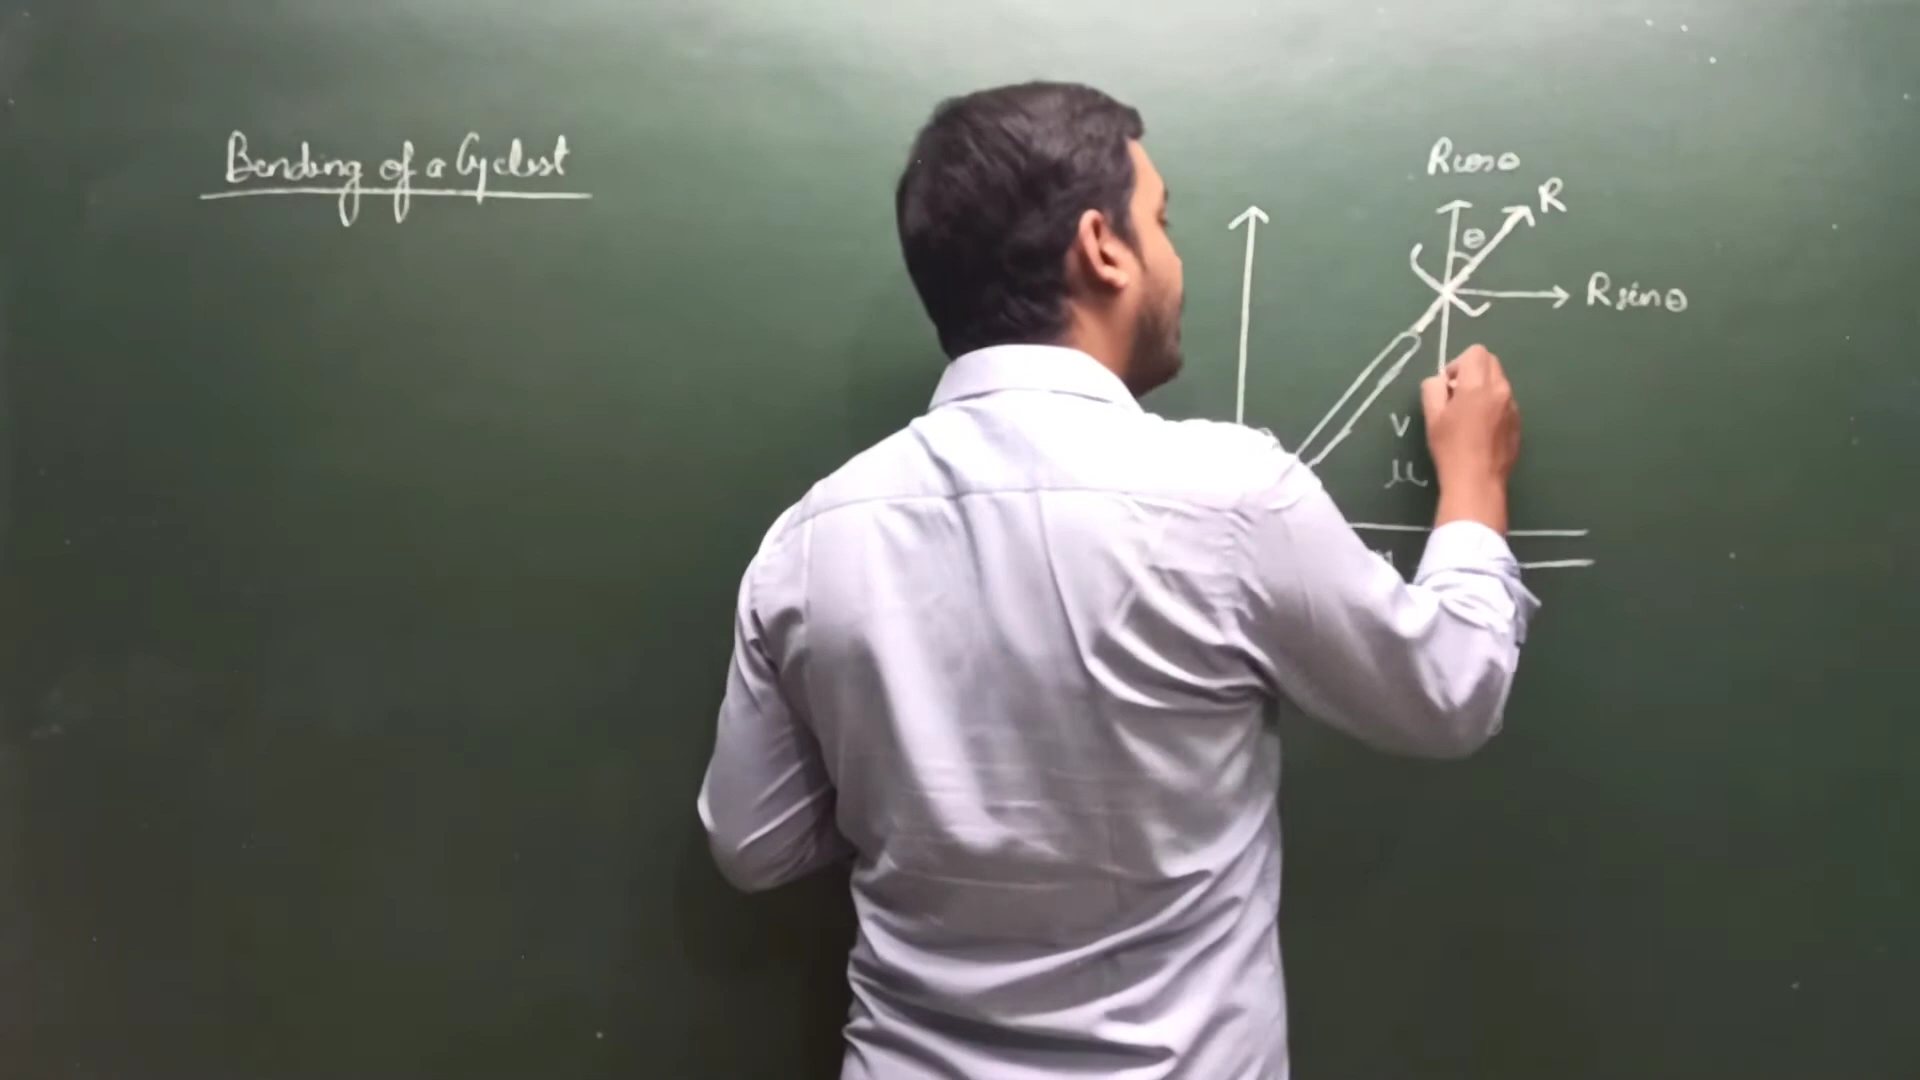 Bending of a Cyclist
Rcosθ
R
θ
Rsinθ
V
μ